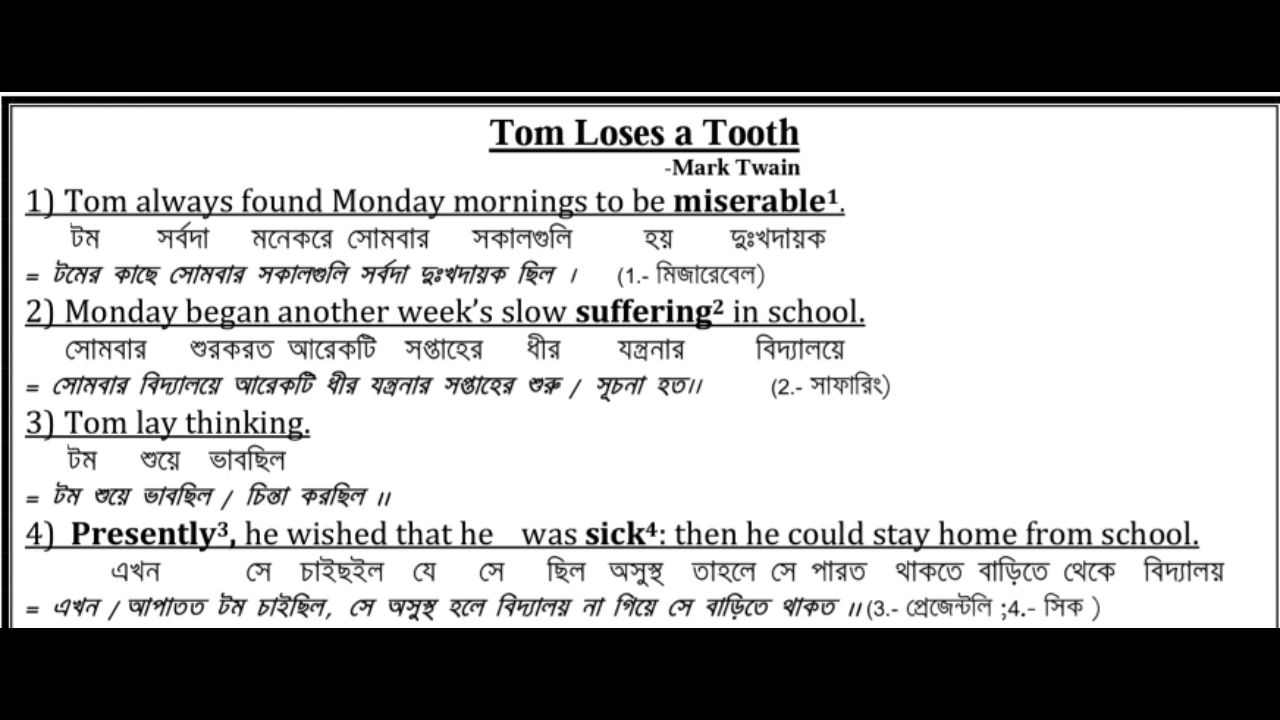 Tom Loses a Tooth
-Mark Twain
1) Tom always found Monday mornings to be miserable¹.
টম সর্বদা মনেকরে সোমবার সকালগুলি হয় দুঃখদায়ক
= টমের কাছে সোমবার সকালগুলি সর্বদা দুঃখদায়ক ছিল । (1.- মিজারেবেল)
2) Monday began another week’s slow suffering² in school.
সোমবার শুরকরত আরেকটি সপ্তাহের ধীর যন্ত্রনার বিদ্যালয়ে
= সোমবার বিদ্যালয়ে আরেকটি ধীর যন্ত্রনার সপ্তাহের শুরু / সূচনা হত।। (2.- সাফারিং)
3) Tom lay thinking.
টম শুয়ে ভাবছিল
= টম শুয়ে ভাবছিল / চিন্তা করছিল ।।
4) Presently³, he wished that he was sick⁴: then he could stay home from school.
এখন সে চাইছইল যে সে ছিল অসুস্থ তাহলে সে পারত থাকতে বাড়িতে থেকে বিদ্যালয়
= এখন / আপাতত টম চাইছিল, সে অসুস্থ হলে বিদ্যালয় না গিয়ে সে বাড়িতে থাকত ।। (3.- প্রেজেন্টলি ;4.- সিক )